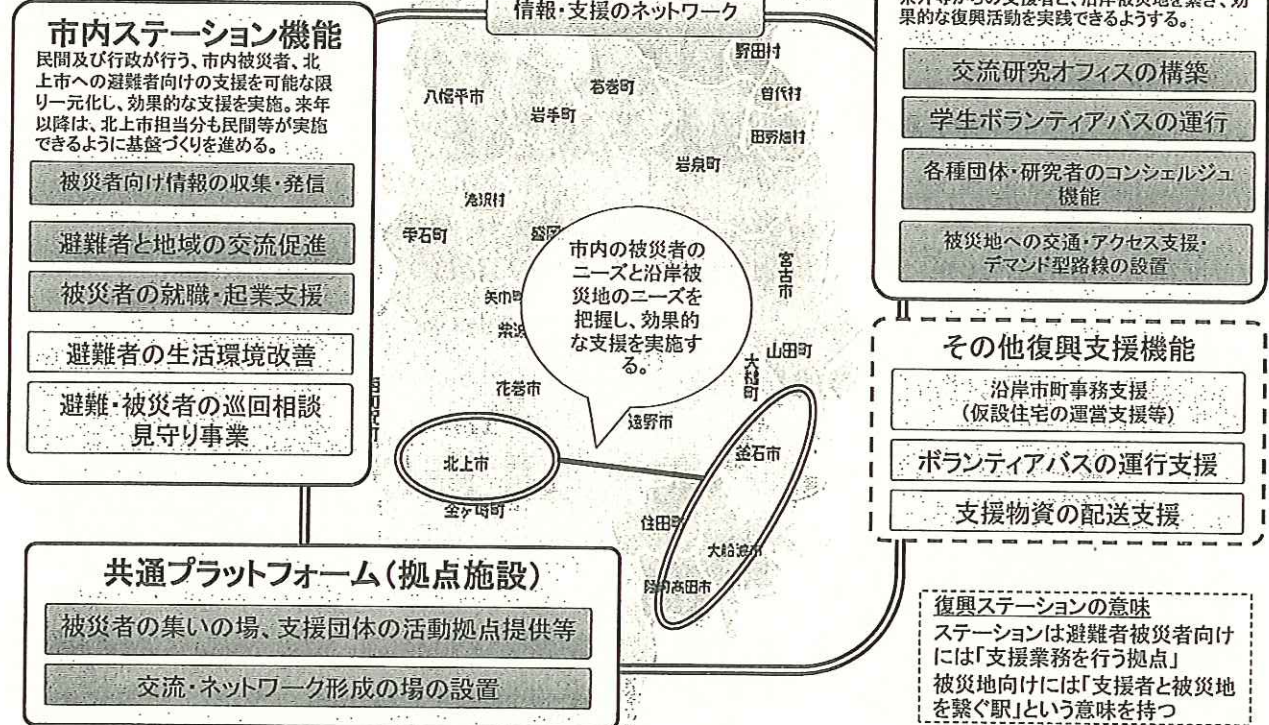 市内ステーション機能
民間及び行政が行う、市内被災者、北
上市への避難者向けの支援を可能な限
り一元化し、効果的な支援を実施。来年
以降は、北上市担当分も民間等が実施
できるように基盤づくりを進める。
被災者向け情報の収集・発信
避難者と地域の交流促進
被災者の就職・起業支援
避難者の生活環境改善
避難・被災者の巡回相談
見守り事業
情報・支援のネットワーク
野田村
八幡平市
葛巻町
普代村
岩手町
田野畑村
岩泉町
滝沢村
雫石町
盛岡
宮古市
矢巾町
紫波
山田町
大槌町
花巻市
遠野市
北上市
釜石市
金ケ崎町
住田町
大船渡市
陸前高田市
市内の被災者の
ニーズと沿岸被
災地のニーズを
把握し、効果的
な支援を実施す
る。
果的な復興活動を実践できるようする。
交流研究オフィスの構築
学生ボランティアバスの運行
各種団体・研究者のコンシェルジュ
機能
被災地への交通・アクセス支援・
デマンド型路線の設置
その他復興支援機能
沿岸市町事務支援
(仮設住宅の運営支援等)
ボランティアバスの運行支援
支援物資の配送支援
共通プラットフォーム(拠点施設)
被災者の集いの場、支援団体の活動拠点提供等
交流・ネットワーク形成の場の設置
復興ステーションの意味
ステーションは避難者被災者向け
には「支援業務を行う拠点」
被災地向けには「支援者と被災地
を繋ぐ駅」という意味を持つ